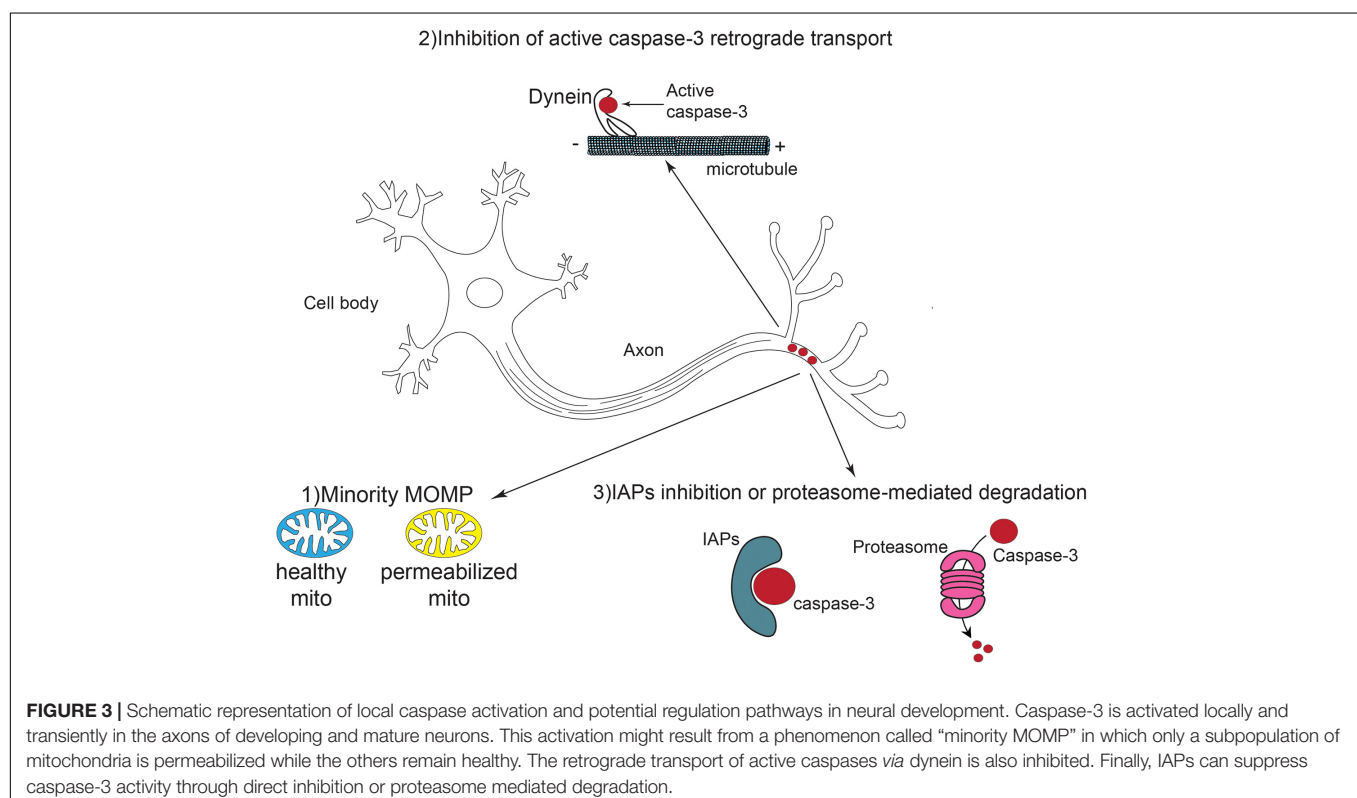 2)Inhibition of active caspase-3 retrograde transport
Dynein
Active
caspase-3
-
+
microtubule
Cell body
Axon
1)Minority MOMP
healthy
mito
permeabilized
mito
3)IAPs inhibition or proteasome-mediated degradation
IAPs
caspase-3
Proteasome
Caspase-3
FIGURE 3 | Schematic representation of local caspase activation and potential regulation pathways in neural development. Caspase-3 is activated locally and
transiently in the axons of developing and mature neurons. This activation might result from a phenomenon called “minority MOMP” in which only a subpopulation of
mitochondria is permeabilized while the others remain healthy. The retrograde transport of active caspases via dynein is also inhibited. Finally, IAPs can suppress
caspase-3 activity through direct inhibition or proteasome mediated degradation.